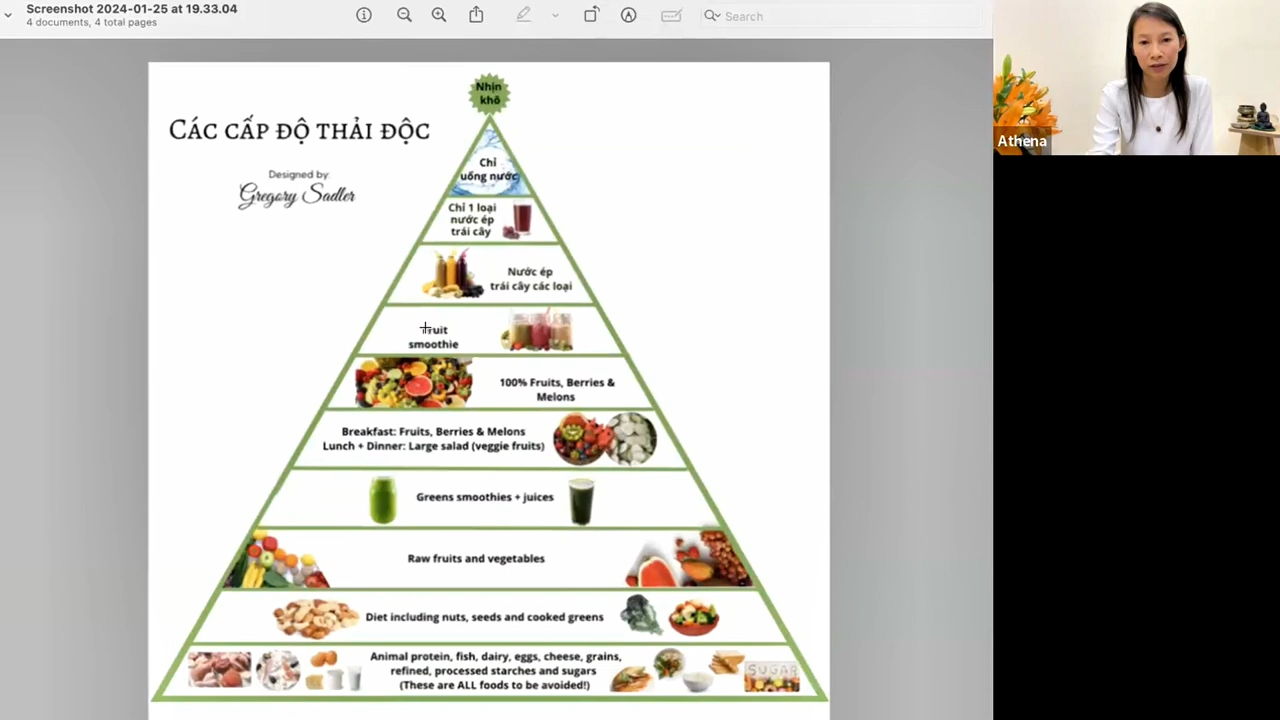 Screenshot 2024-01-25 at 19.33.04
4 documents, 4 total pages
Search
Athena
Nhịn
khô
CÁC CẤP ĐỘ THẢI ĐỘC
Designed by:
Gregory Sadler
Chỉ
uống nước
Chỉ 1 loại
nước ép
trái cây
Nước ép
trái cây các loại
Fruit
smoothie
100% Fruits, Berries &
Melons
Breakfast: Fruits, Berries & Melons
Lunch + Dinner: Large salad (veggie fruits)
Greens smoothies + juices
Raw fruits and vegetables
Diet including nuts, seeds and cooked greens
Animal protein, fish, dairy, eggs, cheese, grains,
refined, processed starches and sugars
(These are ALL foods to be avoided!)
SUGAR